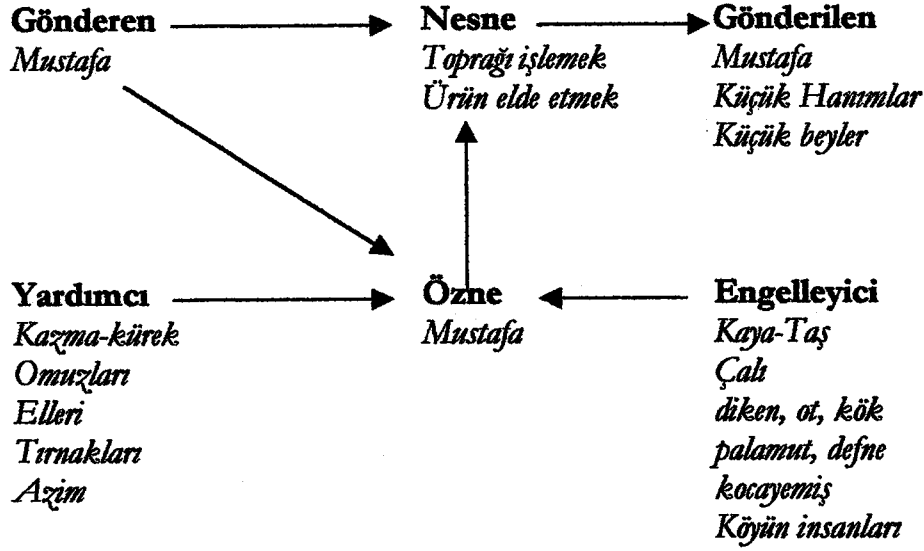 Gönderen
Mustafa
Nesne
Toprağı işlemek
Ürün elde etmek
Gönderilen
Mustafa
Küçük Hanımlar
Küçük beyler
Yardımcı
Kazma-kürek
Omuzları
Elleri
Tırnakları
Azim
Özne
Mustafa
Engelleyici
Kaya-Taş
Çalı
diken, ot, kök
palamut, defne
kocayemiş
Köyün insanları